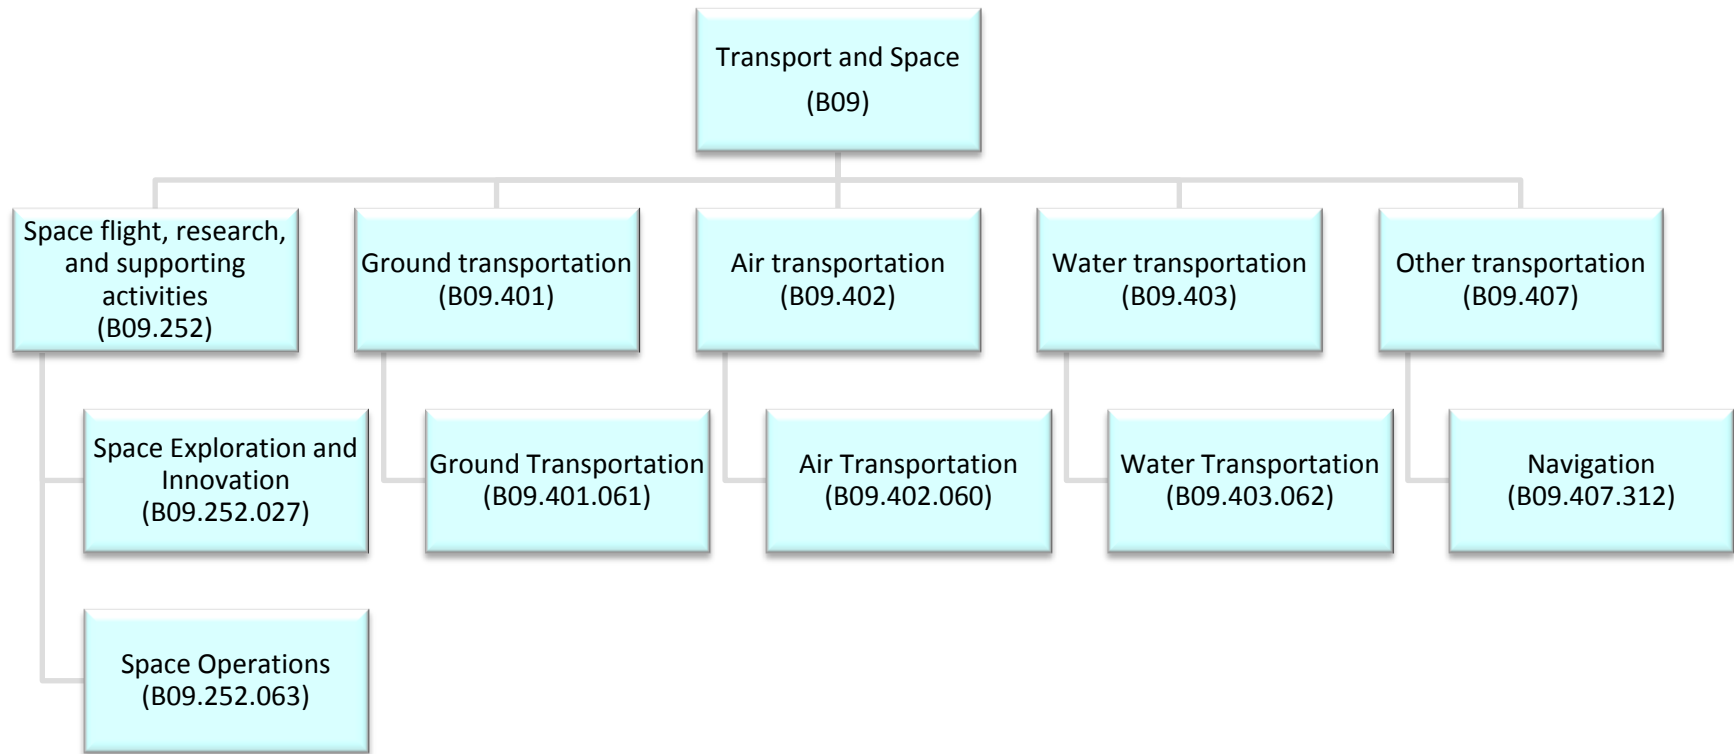 Transport and Space
(B09)
Space flight, research,
and supporting
activities
(B09.252)
Ground transportation
(B09.401)
Air transportation
(B09.402)
Water transportation
(B09.403)
Other transportation
(B09.407)
Space Exploration and
Innovation
(B09.252.027)
Ground Transportation
(B09.401.061)
Air Transportation
(B09.402.060)
Water Transportation
(B09.403.062)
Navigation
(B09.407.312)
Space Operations
(B09.252.063)